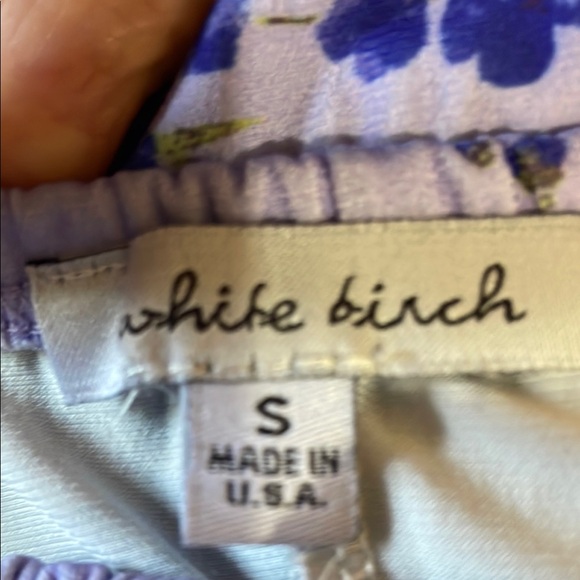 white birch
S
MADE IN
U.S.A.